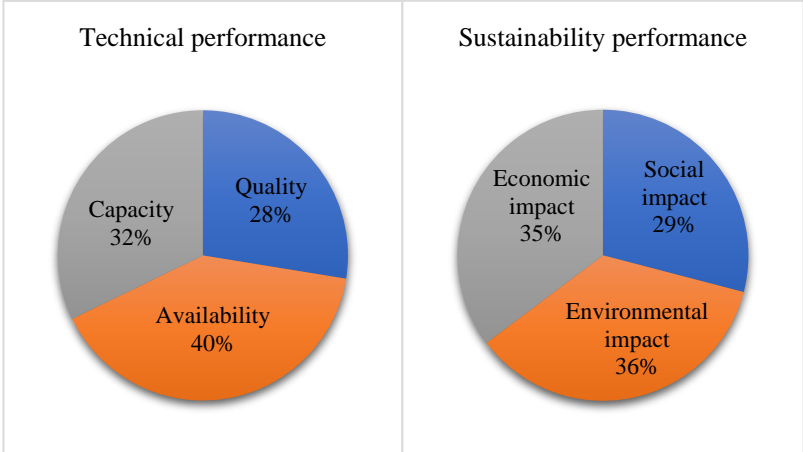 Technical performance
Quality
28%
Availability
40%
Capacity
32%
Sustainability performance
Social
impact
29%
Environmental
impact
36%
Economic
impact
35%